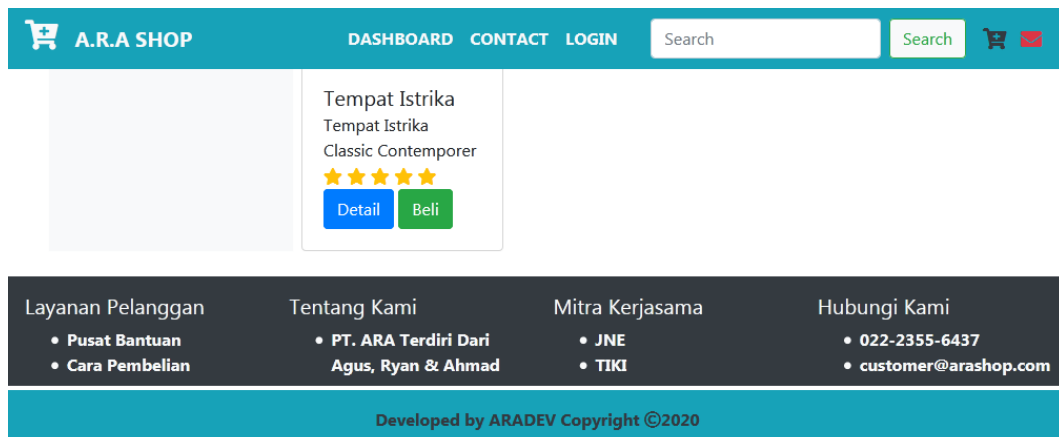 A.R.A SHOP DASHBOARD CONTACT LOGIN Search Search
Tempat Istrika
Tempat Istrika
Classic Contemporer
Detail Beli
Layanan Pelanggan
• Pusat Bantuan
• Cara Pembelian
Tentang Kami
• PT. ARA Terdiri Dari
Agus, Ryan & Ahmad
Mitra Kerjasama
• JNE
• TIKI
Hubungi Kami
• 022-2355-6437
• customer@arashop.com
Developed by ARADEV Copyright ©2020